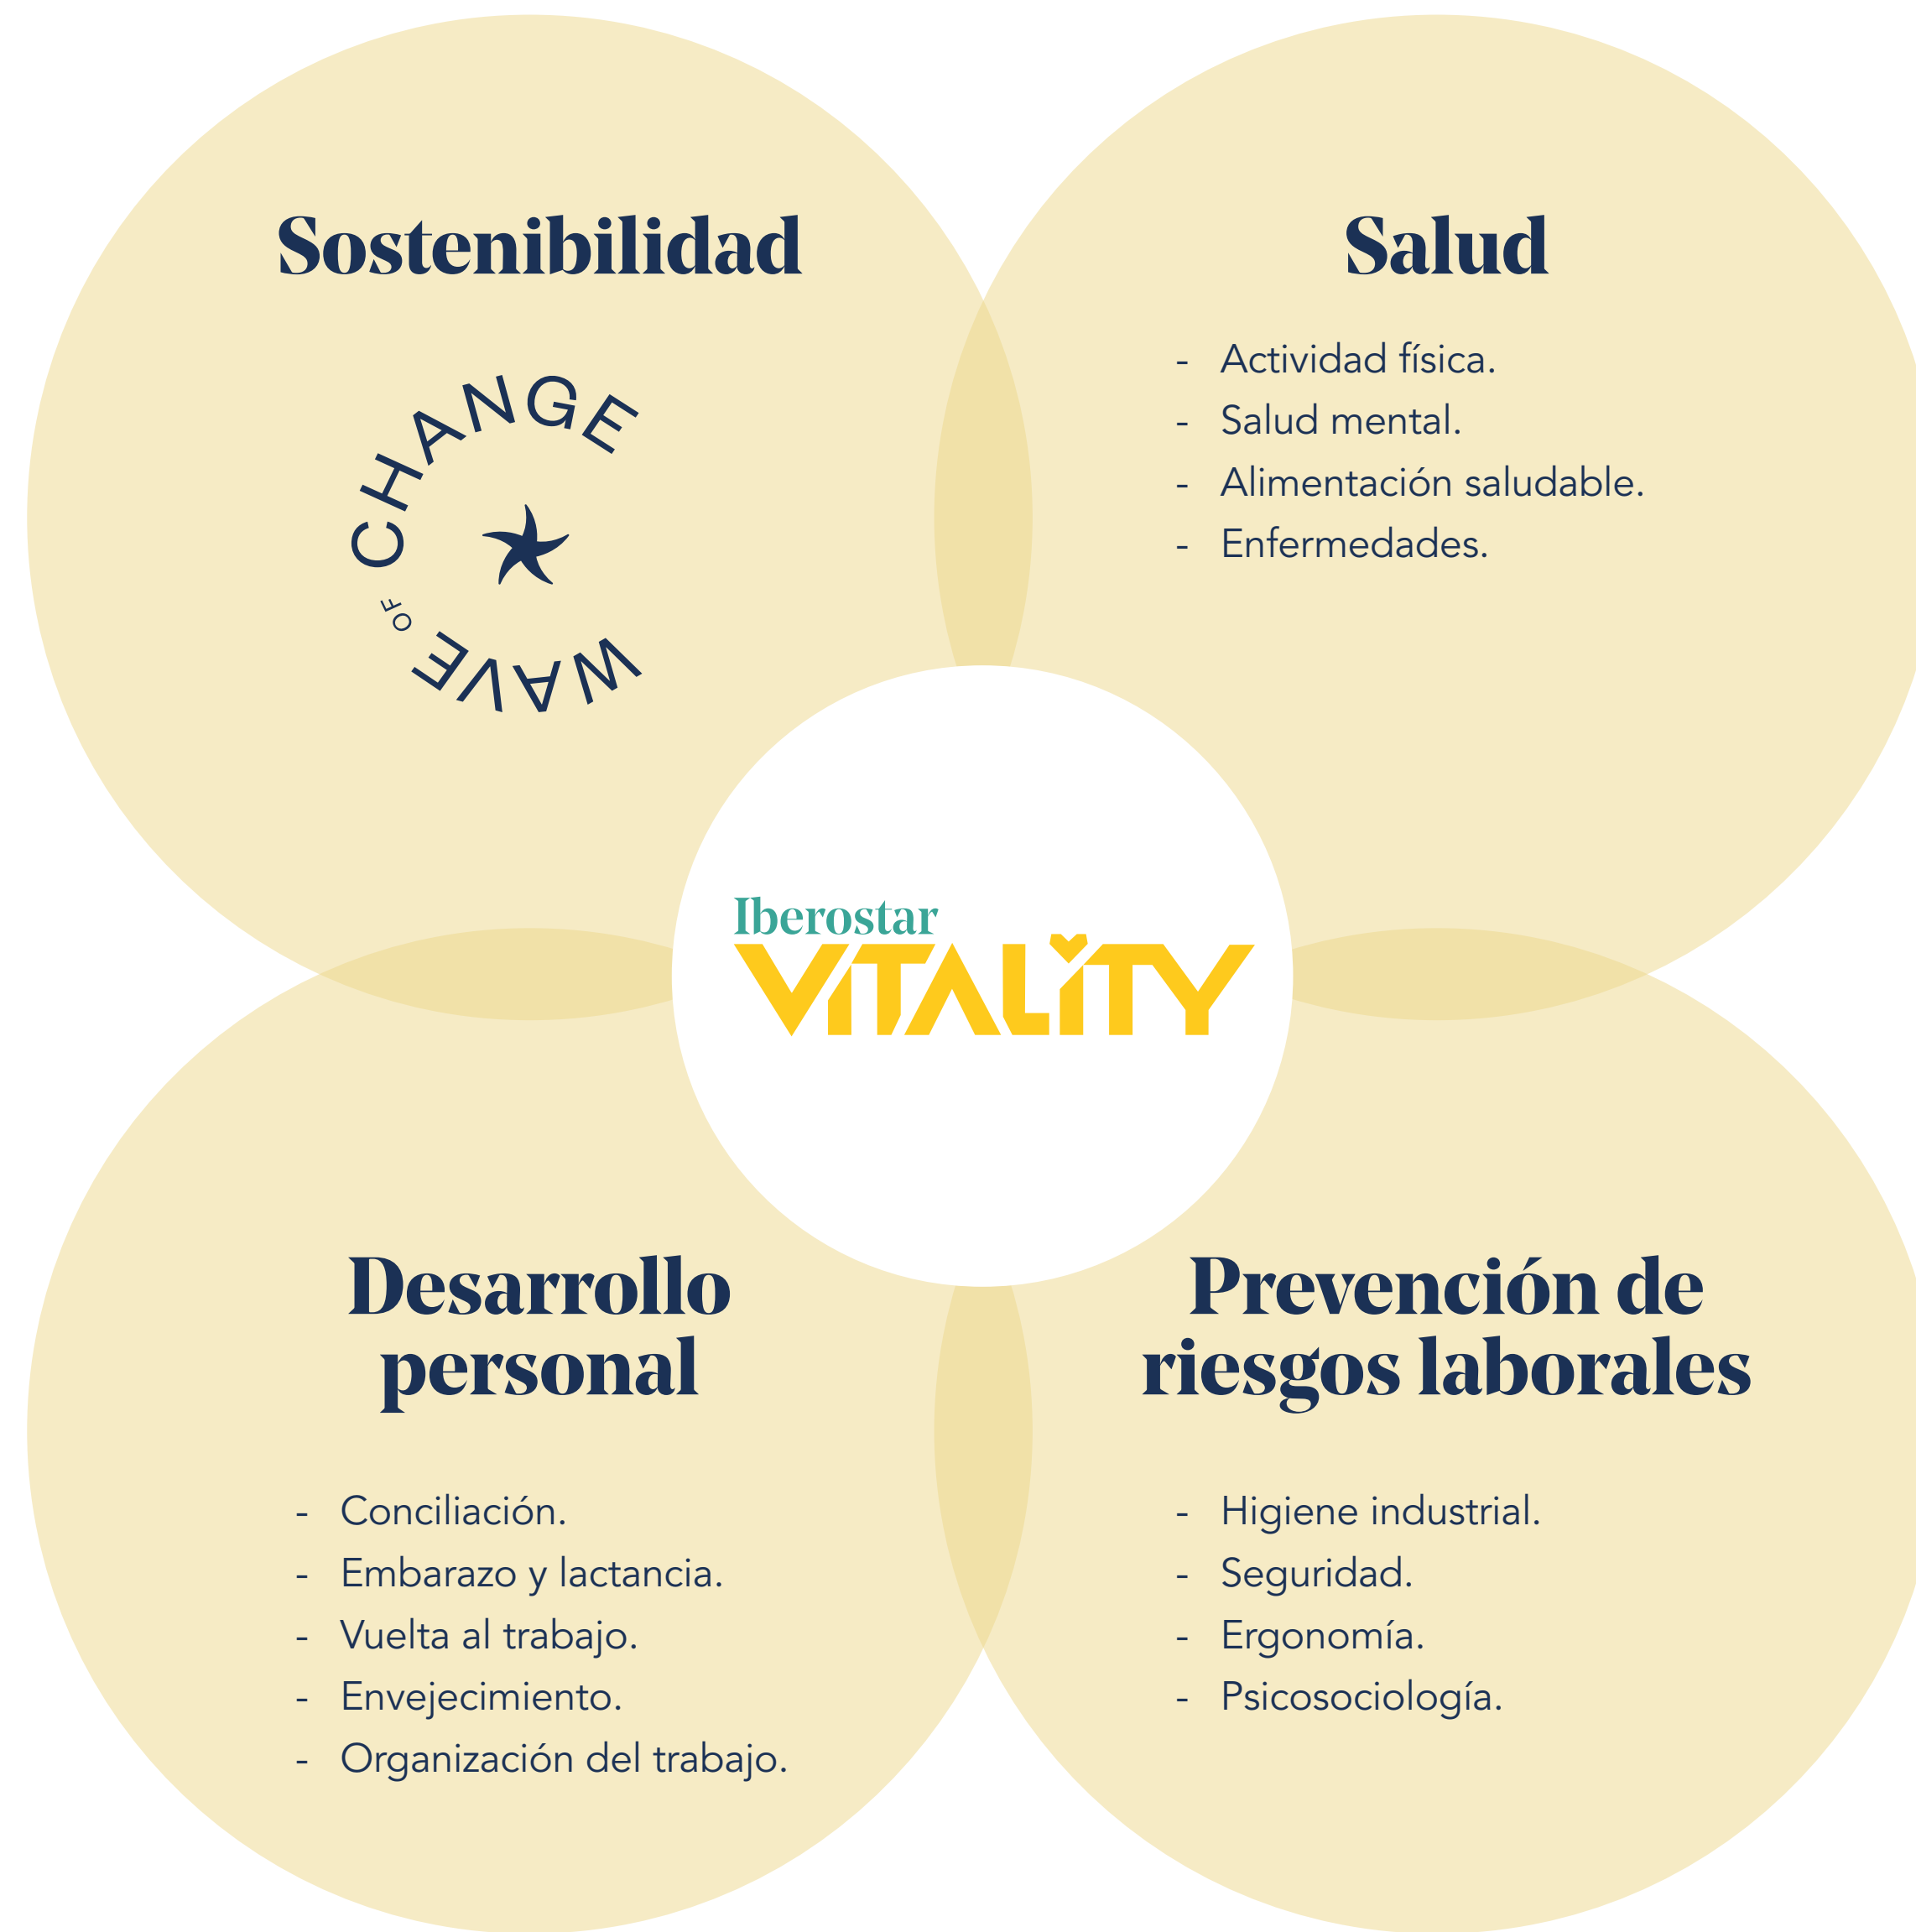 Sostenibilidad
WAVE OF CHANGE
Salud
- Actividad física.
- Salud mental.
- Alimentación saludable.
- Enfermedades.
Iberostar
VITALITY
Desarrollo
personal
- Conciliación.
- Embarazo y lactancia.
- Vuelta al trabajo.
- Envejecimiento.
- Organización del trabajo.
Prevención de
riesgos laborales
- Higiene industrial.
- Seguridad.
- Ergonomía.
- Psicosociología.